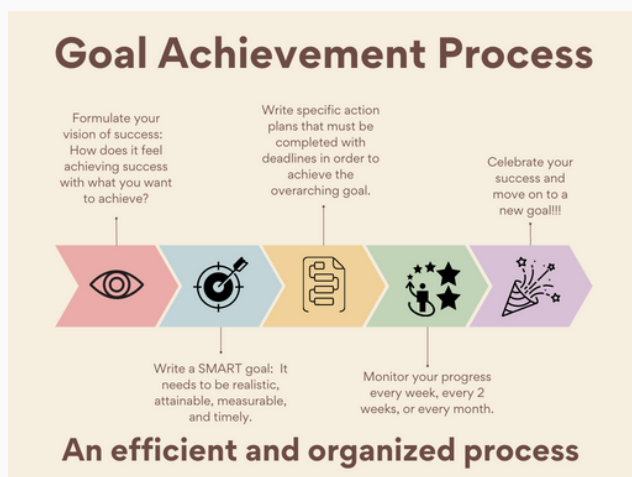 Goal Achievement Process
Formulate your
vision of success:
How does it feel
achieving success
with what you want
to achieve?
Write a SMART goal: It
needs to be realistic,
attainable, measurable,
and timely.
Write specific action
plans that must be
completed with
deadlines in order to
achieve the
overarching goal.
Monitor your progress
every week, every 2
weeks, or every month.
Celebrate your
success and
move on to a
new goal!!!
An efficient and organized process